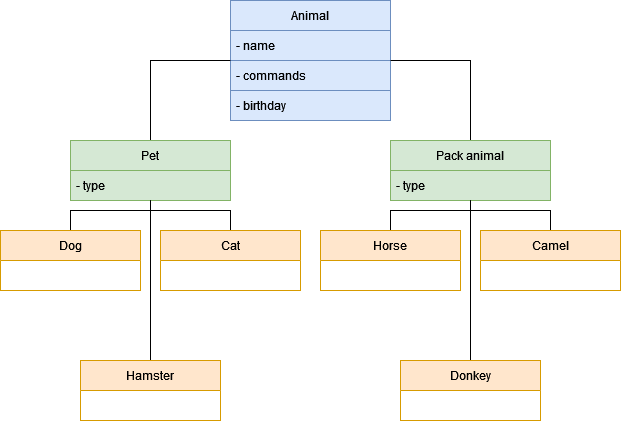 Animal
- name
- commands
- birthday
Pet
- type
Pack animal
- type
Dog
Cat
Horse
Camel
Hamster
Donkey